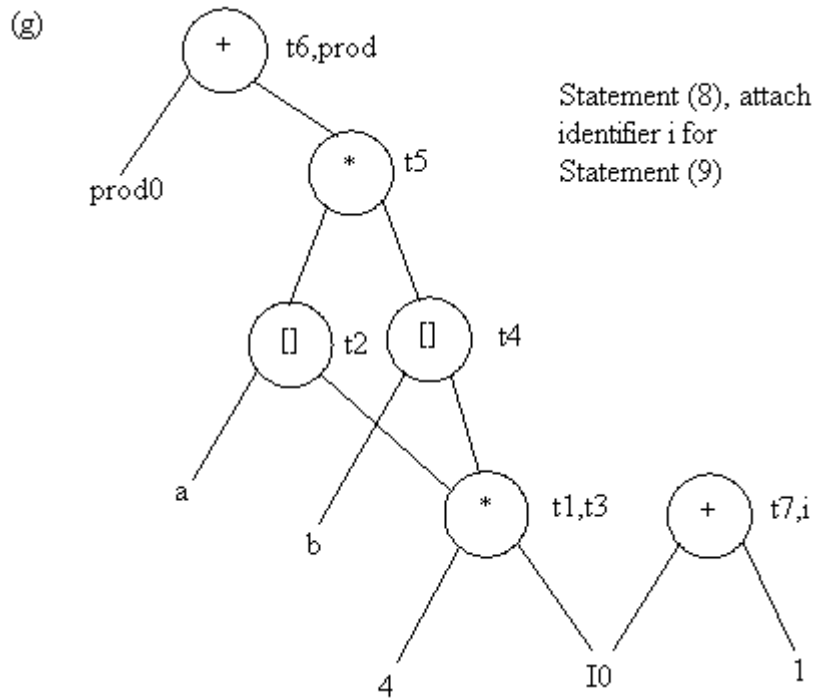 (g)
+
t6,prod
Statement (8), attach
identifier i for
Statement (9)
*
t5
prod0
[]
t2
[]
t4
a
b
*
t1,t3
+
t7,i
4
I0
1